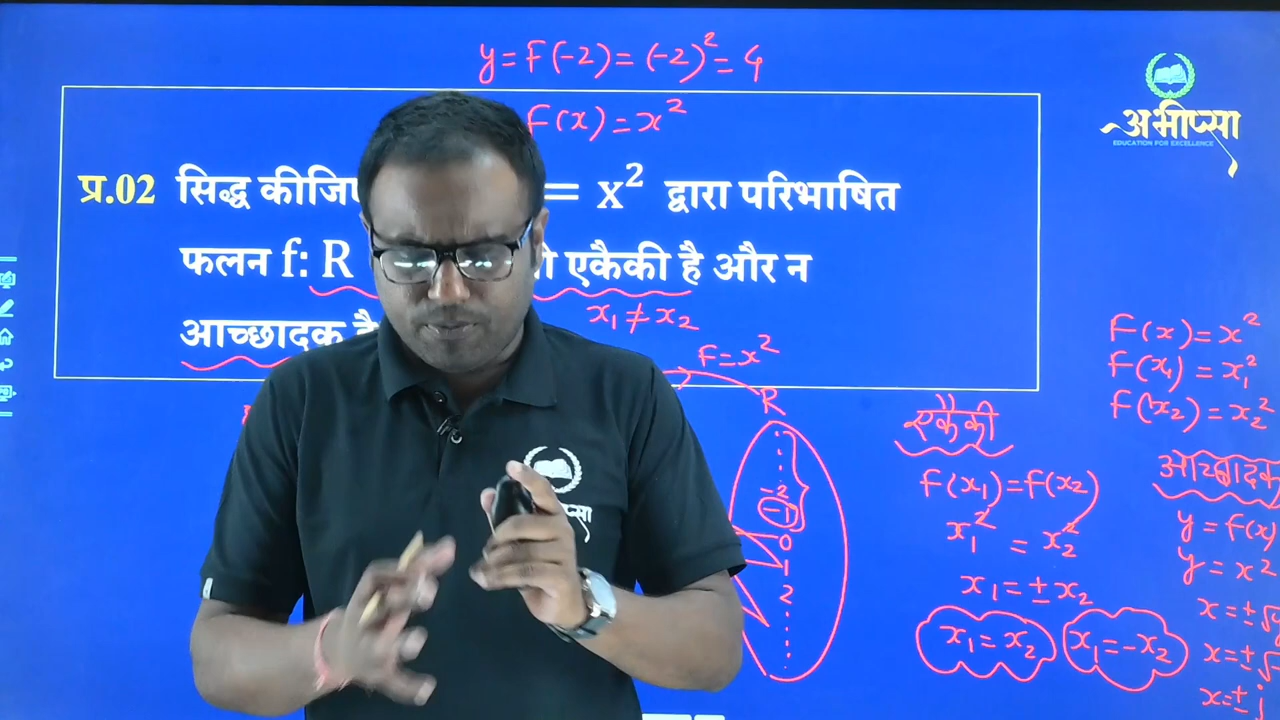 y = F(-2) = (-2)² = 4
F(x) = x²
प्र.02 सिद्ध = x² द्वारा परिभाषित
फलन f: R एकैकी है और न
आच्छादक
x₁ ≠ x₂
F = x²
R
-2
-1
0
1
2
एकैकी
F(x₁) = F(x₂)
x₁² = x₂²
x₁ = ± x₂
x₁ = x₂ x₁ = -x₂
F(x) = x²
F(x₁) = x₁²
F(x₂) = x₂²
y = F(x)
y = x²
x = ±
x = ±
x = ±
अभीप्सा
EDUCATION FOR EXCELLENCE